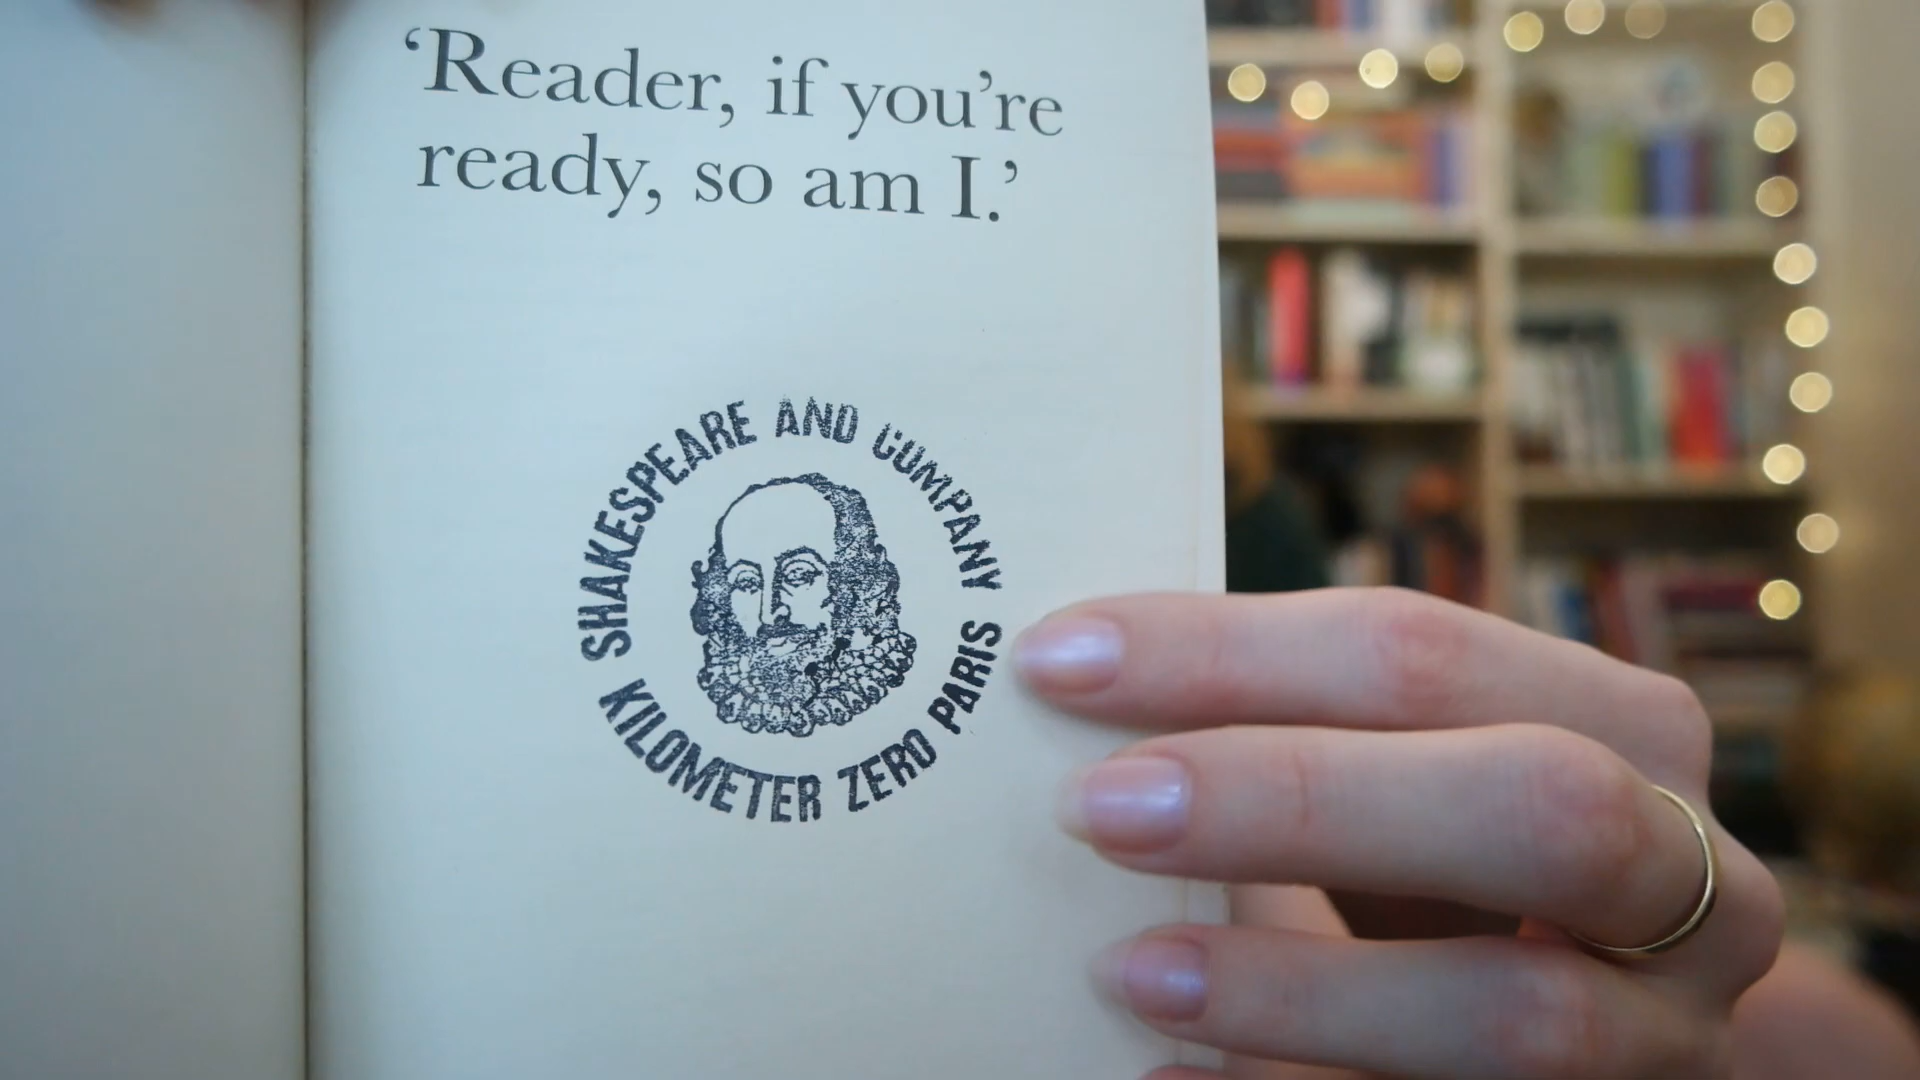 ‘Reader, if you’re
ready, so am I.’
SHAKESPEARE AND COMPANY
KILOMETER ZERO PARIS